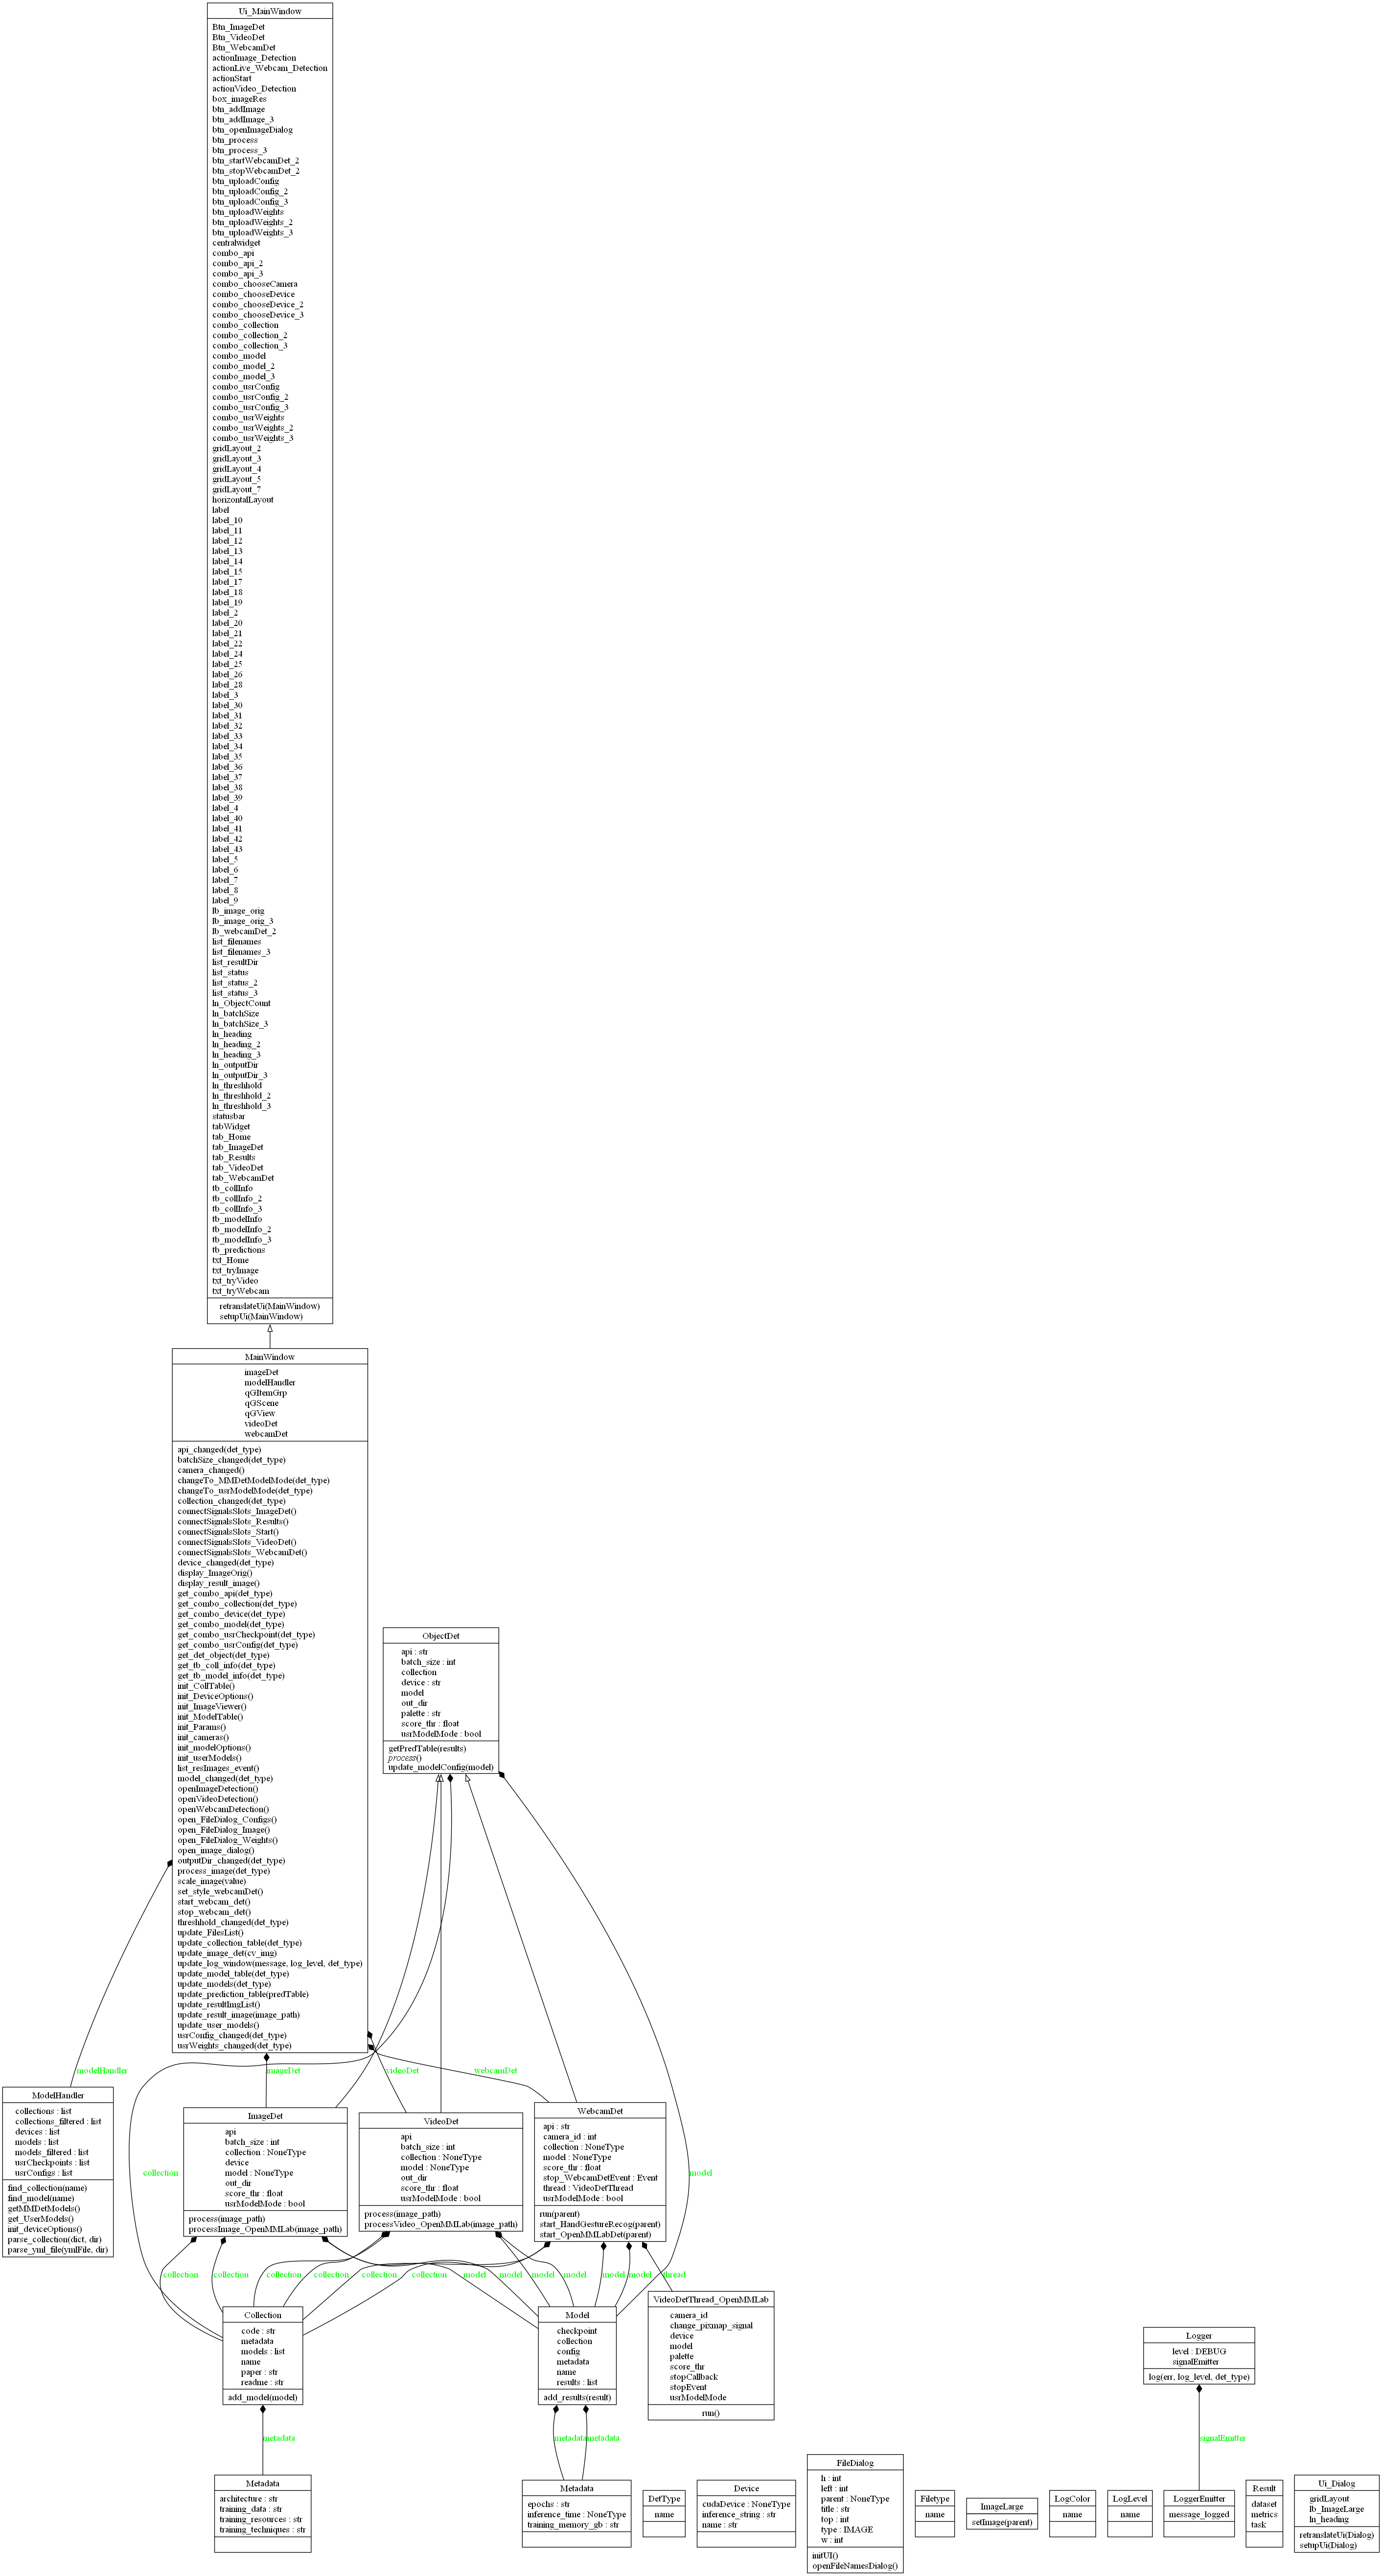 Ui_MainWindow
Btn_ImageDet
Btn_VideoDet
Btn_WebcamDet
actionImage_Detection
actionLive_Webcam_Detection
actionStart
actionVideo_Detection
box_imageRes
btn_addImage
btn_addImage_3
btn_openImageDialog
btn_process
btn_process_3
btn_startWebcamDet_2
btn_stopWebcamDet_2
btn_uploadConfig
btn_uploadConfig_2
btn_uploadConfig_3
btn_uploadWeights
btn_uploadWeights_2
btn_uploadWeights_3
centralwidget
combo_api
combo_api_2
combo_api_3
combo_chooseCamera
combo_chooseDevice
combo_chooseDevice_2
combo_chooseDevice_3
combo_collection
combo_collection_2
combo_collection_3
combo_model
combo_model_2
combo_model_3
combo_usrConfig
combo_usrConfig_2
combo_usrConfig_3
combo_usrWeights
combo_usrWeights_2
combo_usrWeights_3
gridLayout_2
gridLayout_3
gridLayout_4
gridLayout_5
gridLayout_7
horizontalLayout
label
label_10
label_11
label_12
label_13
label_14
label_15
label_17
label_18
label_19
label_2
label_20
label_21
label_22
label_24
label_25
label_26
label_28
label_3
label_30
label_31
label_32
label_33
label_34
label_35
label_36
label_37
label_38
label_39
label_4
label_40
label_41
label_42
label_43
label_5
label_6
label_7
label_8
label_9
lb_image_orig
lb_image_orig_3
lb_webcamDet_2
list_filenames
list_filenames_3
list_resultDir
list_status
list_status_2
list_status_3
ln_ObjectCount
ln_batchSize
ln_batchSize_3
ln_heading
ln_heading_2
ln_heading_3
ln_outputDir
ln_outputDir_3
ln_threshhold
ln_threshhold_2
ln_threshhold_3
statusbar
tabWidget
tab_Home
tab_ImageDet
tab_Results
tab_VideoDet
tab_WebcamDet
tb_collInfo
tb_collInfo_2
tb_collInfo_3
tb_modelInfo
tb_modelInfo_2
tb_modelInfo_3
tb_predictions
txt_Home
txt_tryImage
txt_tryVideo
txt_tryWebcam
retranslateUi(MainWindow)
setupUi(MainWindow)
MainWindow
imageDet
modelHandler
qGItemGrp
qGScene
qGView
videoDet
webcamDet
api_changed(det_type)
batchSize_changed(det_type)
camera_changed()
changeTo_MMDetModelMode(det_type)
changeTo_usrModelMode(det_type)
collection_changed(det_type)
connectSignalsSlots_ImageDet()
connectSignalsSlots_Results()
connectSignalsSlots_Start()
connectSignalsSlots_VideoDet()
connectSignalsSlots_WebcamDet()
device_changed(det_type)
display_ImageOrig()
display_result_image()
get_combo_api(det_type)
get_combo_collection(det_type)
get_combo_device(det_type)
get_combo_model(det_type)
get_combo_usrCheckpoint(det_type)
get_combo_usrConfig(det_type)
get_det_object(det_type)
get_tb_coll_info(det_type)
get_tb_model_info(det_type)
init_CollTable()
init_DeviceOptions()
init_ImageViewer()
init_ModelTable()
init_Params()
init_cameras()
init_modelOptions()
init_userModels()
list_resImages_event()
model_changed(det_type)
openImageDetection()
openVideoDetection()
openWebcamDetection()
open_FileDialog_Configs()
open_FileDialog_Image()
open_FileDialog_Weights()
open_image_dialog()
outputDir_changed(det_type)
process_image(det_type)
scale_image(value)
set_style_webcamDet()
start_webcam_det()
stop_webcam_det()
threshhold_changed(det_type)
update_FilesList()
update_collection_table(det_type)
update_image_det(cv_img)
update_log_window(message, log_level, det_type)
update_model_table(det_type)
update_models(det_type)
update_prediction_table(predTable)
update_resultImgList()
update_result_image(image_path)
update_user_models()
usrConfig_changed(det_type)
usrWeights_changed(det_type)
ObjectDet
api : str
batch_size : int
collection
device : str
model
out_dir
palette : str
score_thr : float
usrModelMode : bool
getPredTable(results)
process()
update_modelConfig(model)
modelHandler
imageDet
videoDet
webcamDet
ModelHandler
collections : list
collections_filtered : list
devices : list
models : list
models_filtered : list
usrCheckpoints : list
usrConfigs : list
find_collection(name)
find_model(name)
getMMDetModels()
get_UserModels()
init_deviceOptions()
parse_collection(dict, dir)
parse_yml_file(ymlFile, dir)
collection
ImageDet
api
batch_size : int
collection : NoneType
device
model : NoneType
out_dir
score_thr : float
usrModelMode : bool
process(image_path)
processImage_OpenMMLab(image_path)
VideoDet
api
batch_size : int
collection : NoneType
model : NoneType
out_dir
score_thr : float
usrModelMode : bool
process(image_path)
processVideo_OpenMMLab(image_path)
WebcamDet
api : str
camera_id : int
collection : NoneType
model : NoneType
score_thr : float
stop_WebcamDetEvent : Event
thread : VideoDetThread
usrModelMode : bool
run(parent)
start_HandGestureRecog(parent)
start_OpenMMLabDet(parent)
model
collection
collection
collection
collection
collection
collection
model
model
model
model
model
model
thread
Collection
code : str
metadata
models : list
name
paper : str
readme : str
add_model(model)
Model
checkpoint
collection
config
metadata
name
results : list
add_results(result)
VideoDetThread_OpenMMLab
camera_id
change_pixmap_signal
device
model
palette
score_thr
stopCallback
stopEvent
usrModelMode
run()
Logger
level : DEBUG
signalEmitter
log(err, log_level, det_type)
metadata
metadata
metadata
signalEmitter
Metadata
architecture : str
training_data : str
training_resources : str
training_techniques : str
Metadata
epochs : str
inference_time : NoneType
training_memory_gb : str
DetType
name
Device
cudaDevice : NoneType
inference_string : str
name : str
FileDialog
h : int
left : int
parent : NoneType
title : str
top : int
type : IMAGE
w : int
initUI()
openFileNamesDialog()
Filetype
name
ImageLarge
setImage(parent)
LogColor
name
LogLevel
name
LoggerEmitter
message_logged
Result
dataset
metrics
task
Ui_Dialog
gridLayout
lb_ImageLarge
ln_heading
retranslateUi(Dialog)
setupUi(Dialog)